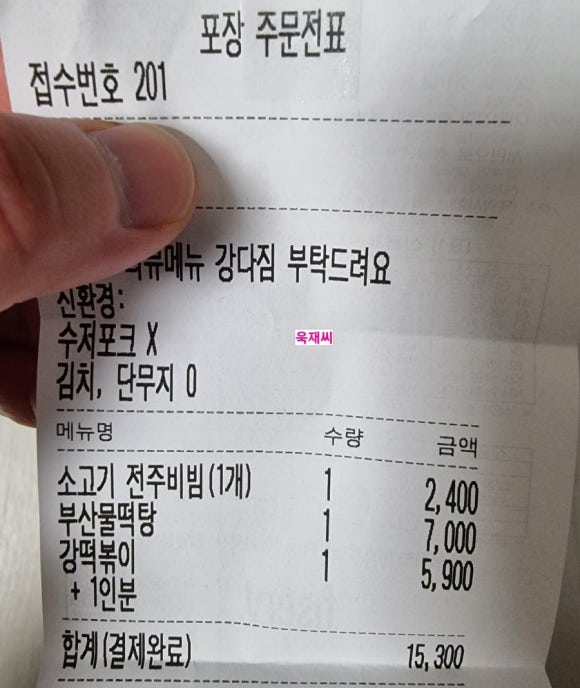 포장 주문전표
접수번호 201
리뷰메뉴 강다짐 부탁드려요
친환경:
수저포크 X
욱재씨
김치, 단무지 O
메뉴명 수량 금액
소고기 전주비빔(1개) 1 2,400
부산물떡탕 1 7,000
강떡볶이 1 5,900
+ 1인분
합계(결제완료) 15,300